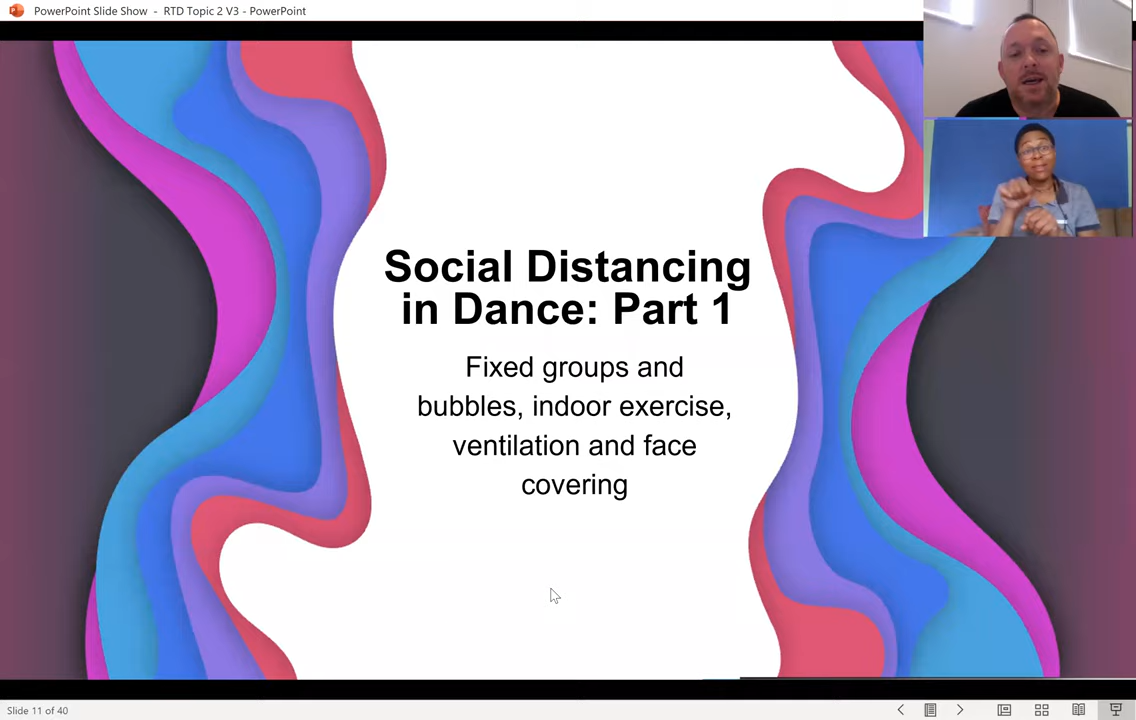 PowerPoint Slide Show - RTD Topic 2 V3 - PowerPoint
Social Distancing
in Dance: Part 1
Fixed groups and
bubbles, indoor exercise,
ventilation and face
covering
Slide 11 of 40